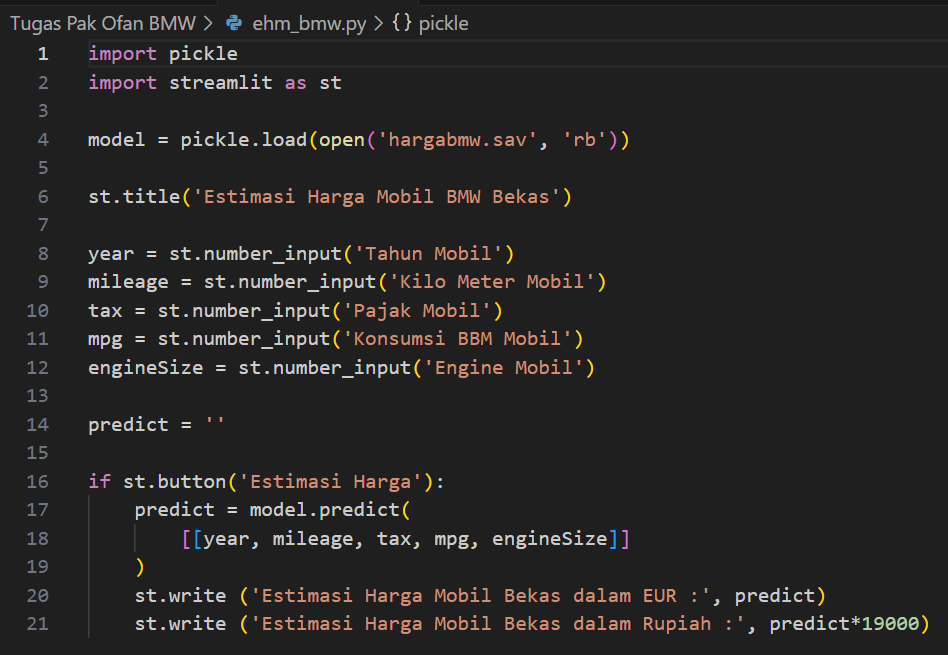 Tugas Pak Ofan BMW > ehm_bmw.py > {} pickle
1 import pickle
2 import streamlit as st
3
4 model = pickle.load(open('hargabmw.sav', 'rb'))
5
6 st.title('Estimasi Harga Mobil BMW Bekas')
7
8 year = st.number_input('Tahun Mobil')
9 mileage = st.number_input('Kilo Meter Mobil')
10 tax = st.number_input('Pajak Mobil')
11 mpg = st.number_input('Konsumsi BBM Mobil')
12 engineSize = st.number_input('Engine Mobil')
13
14 predict = ''
15
16 if st.button('Estimasi Harga'):
17     predict = model.predict(
18         [[year, mileage, tax, mpg, engineSize]]
19     )
20     st.write ('Estimasi Harga Mobil Bekas dalam EUR :', predict)
21     st.write ('Estimasi Harga Mobil Bekas dalam Rupiah :', predict*19000)